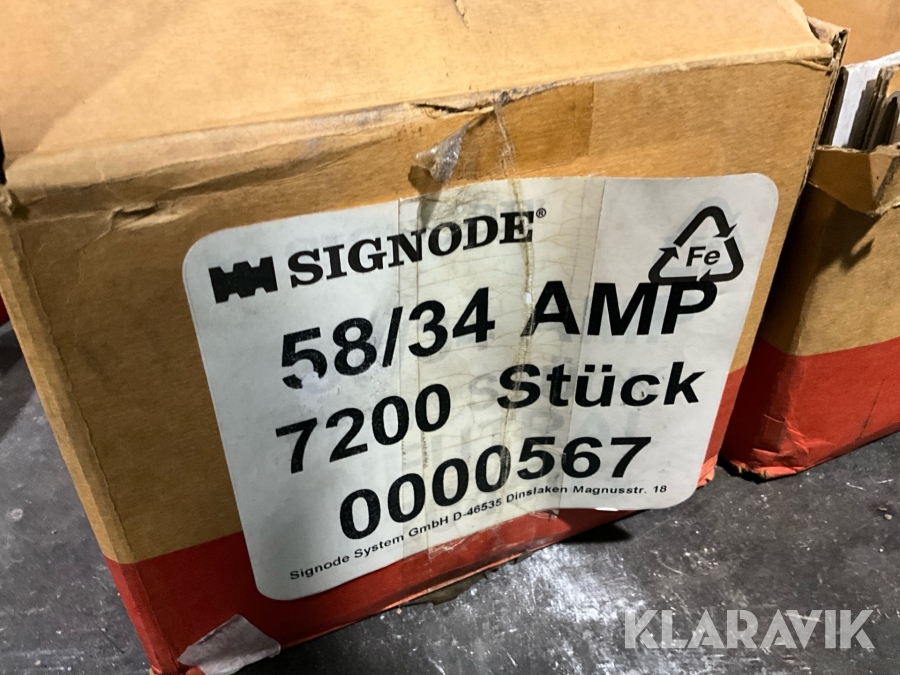 SIGNODE®
Fe
58/34 AMP
7200 Stück
0000567
Signode System GmbH D-46535 Dinslaken Magnusstr. 18
KLARAVIK